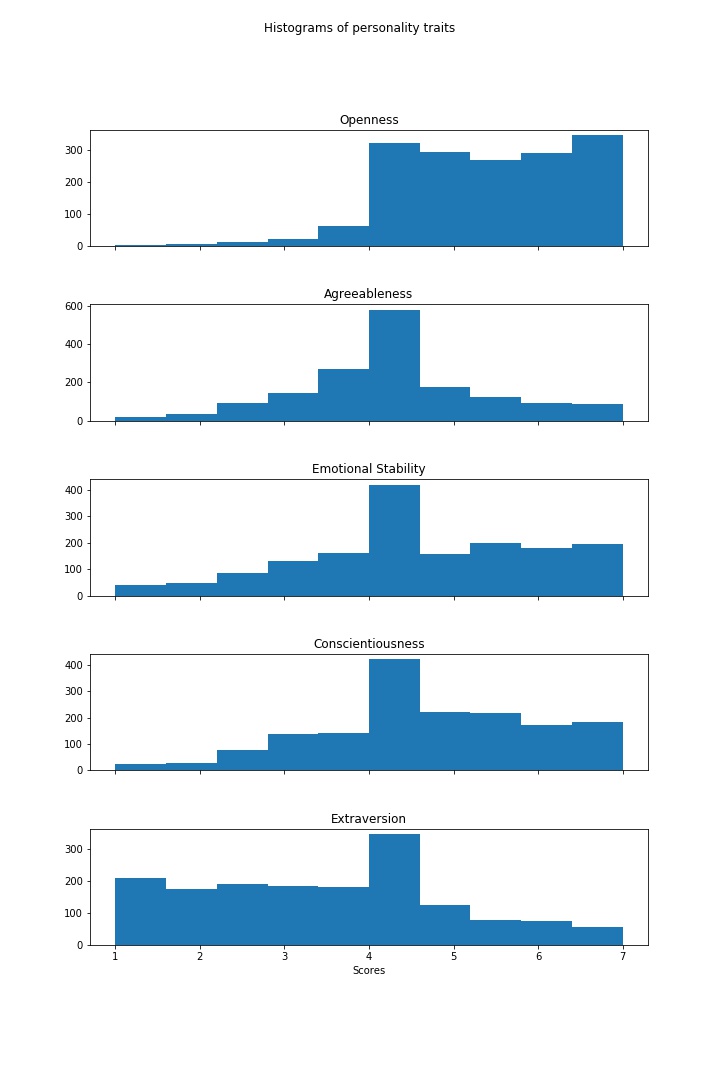 Histograms of personality traits
Openness
300
200
100
0
Agreeableness
600
400
200
0
Emotional Stability
400
300
200
100
0
Conscientiousness
400
300
200
100
0
Extraversion
300
200
100
0
1 2 3 4 5 6 7
Scores